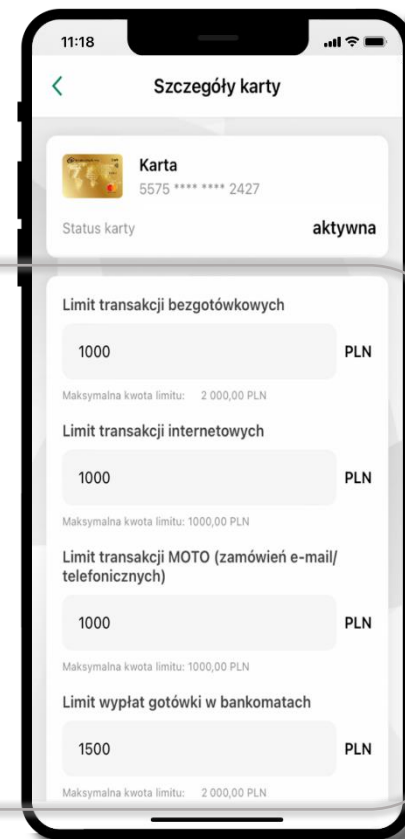 11:18
Szczegóły karty
Karta
5575 **** **** 2427
Status karty aktywna
Limit transakcji bezgotówkowych
1000 PLN
Maksymalna kwota limitu: 2 000,00 PLN
Limit transakcji internetowych
1000 PLN
Maksymalna kwota limitu: 1000,00 PLN
Limit transakcji MOTO (zamówień e-mail/
telefonicznych)
1000 PLN
Maksymalna kwota limitu: 1000,00 PLN
Limit wypłat gotówki w bankomatach
1500 PLN
Maksymalna kwota limitu: 2 000,00 PLN